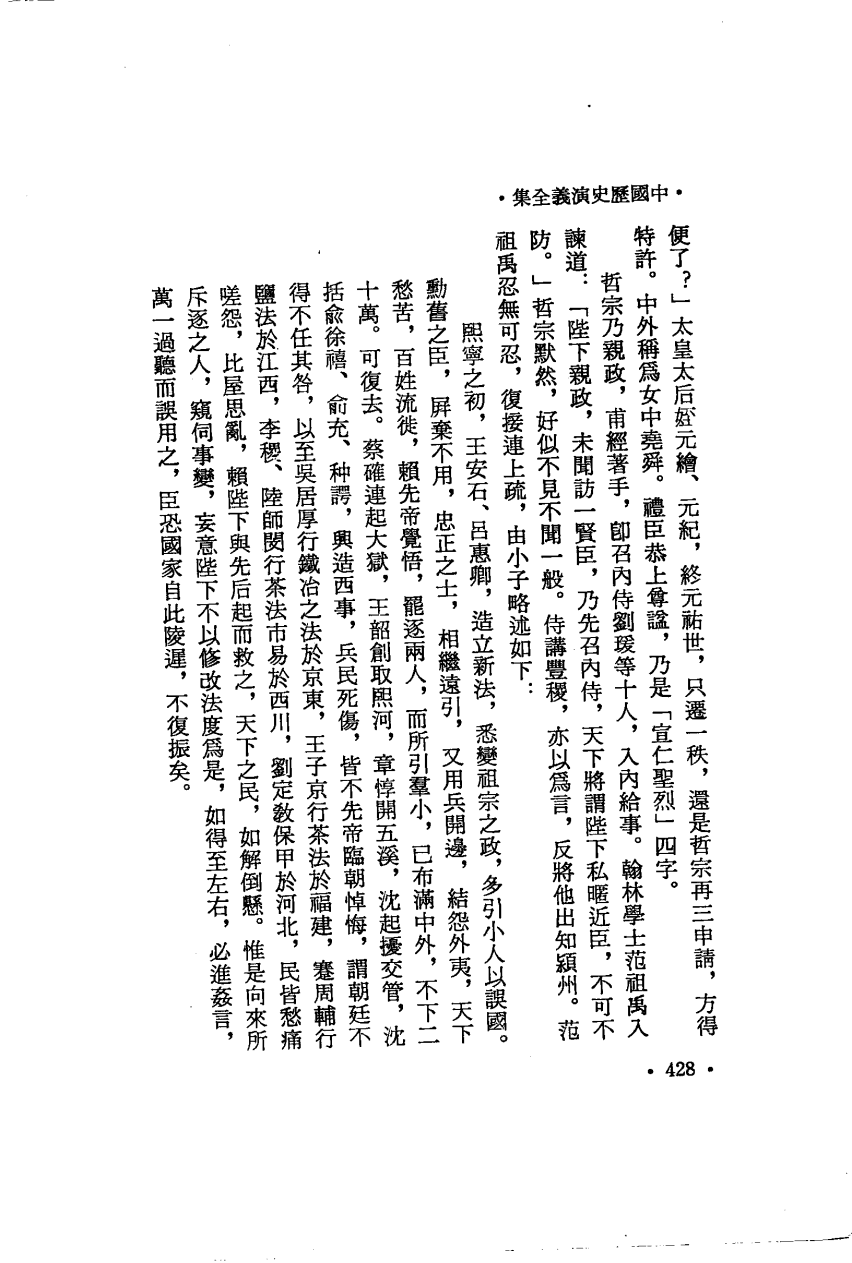 ・中國歷史演義全集・
便了？」太皇太后姪元繪、元紀，終元祐世，只遷一秩，還是哲宗再三申請，方得
特許。中外稱爲女中堯舜。禮臣恭上尊謚，乃是「宣仁聖烈」四字。
哲宗乃親政，甫經著手，卽召內侍劉瑗等十人，入內給事。翰林學士范祖禹入
諫道：「陛下親政，未聞訪一賢臣，乃先召內侍，天下將謂陛下私暱近臣，不可不
防。」哲宗默然，好似不見不聞一般。侍講豐稷，亦以爲言，反將他出知潁州。范
祖禹忍無可忍，復接連上疏，由小子略述如下：
熙寧之初，王安石、呂惠卿，造立新法，悉變祖宗之政，多引小人以誤國。
勳舊之臣，屏棄不用，忠正之士，相繼遠引，又用兵開邊，結怨外夷，天下
愁苦，百姓流徙，賴先帝覺悟，罷逐兩人，而所引羣小，已布滿中外，不下二
十萬。可復去。蔡確連起大獄，王韶創取熙河，章惇開五溪，沈起擾交管，沈
括兪徐禧、俞充、种諤，興造西事，兵民死傷，皆不先帝臨朝悼悔，謂朝廷不
得不任其咎，以至吳居厚行鐵冶之法於京東，王子京行茶法於福建，蹇周輔行
鹽法於江西，李稷、陸師閔行茶法市易於西川，劉定敎保甲於河北，民皆愁痛
嗟怨，比屋思亂，賴陛下與先后起而救之，天下之民，如解倒懸。惟是向來所
斥逐之人，窺伺事變，妄意陛下不以修改法度爲是，如得至左右，必進姦言，
萬一過聽而誤用之，臣恐國家自此陵遲，不復振矣。
・428・